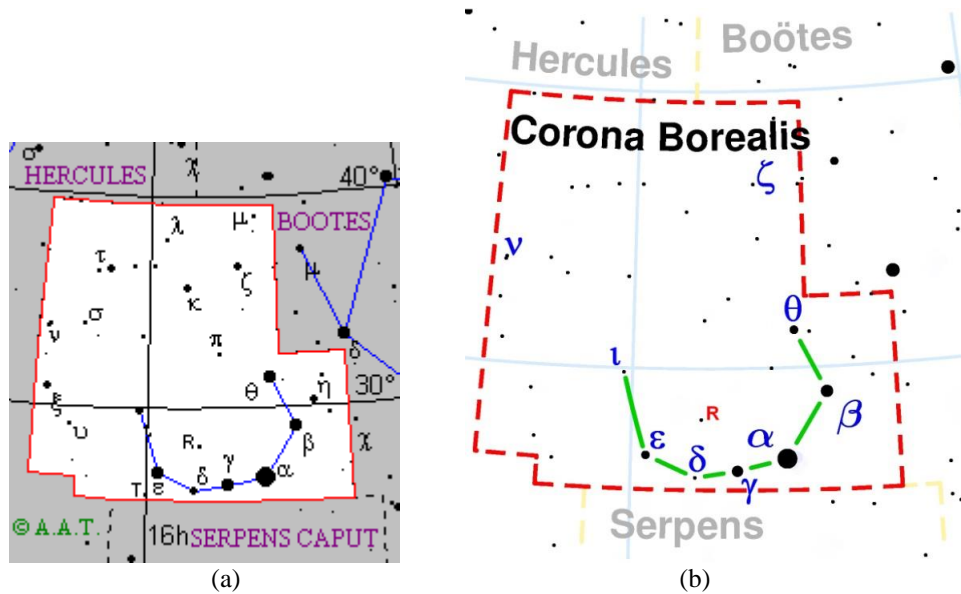 σ
χ
HERCULES
40°
λ
μ
BOOTES
τ
ζ
μ
κ
σ
ν
π
δ
θ
η
30°
ξ
υ
R
β
χ
ε
δ
γ
α
T
© A.A.T.
16h
SERPENS CAPUT
(a)
Hercules
Boötes
Corona Borealis
ζ
ν
θ
ι
R
β
ε
α
δ
γ
Serpens
(b)